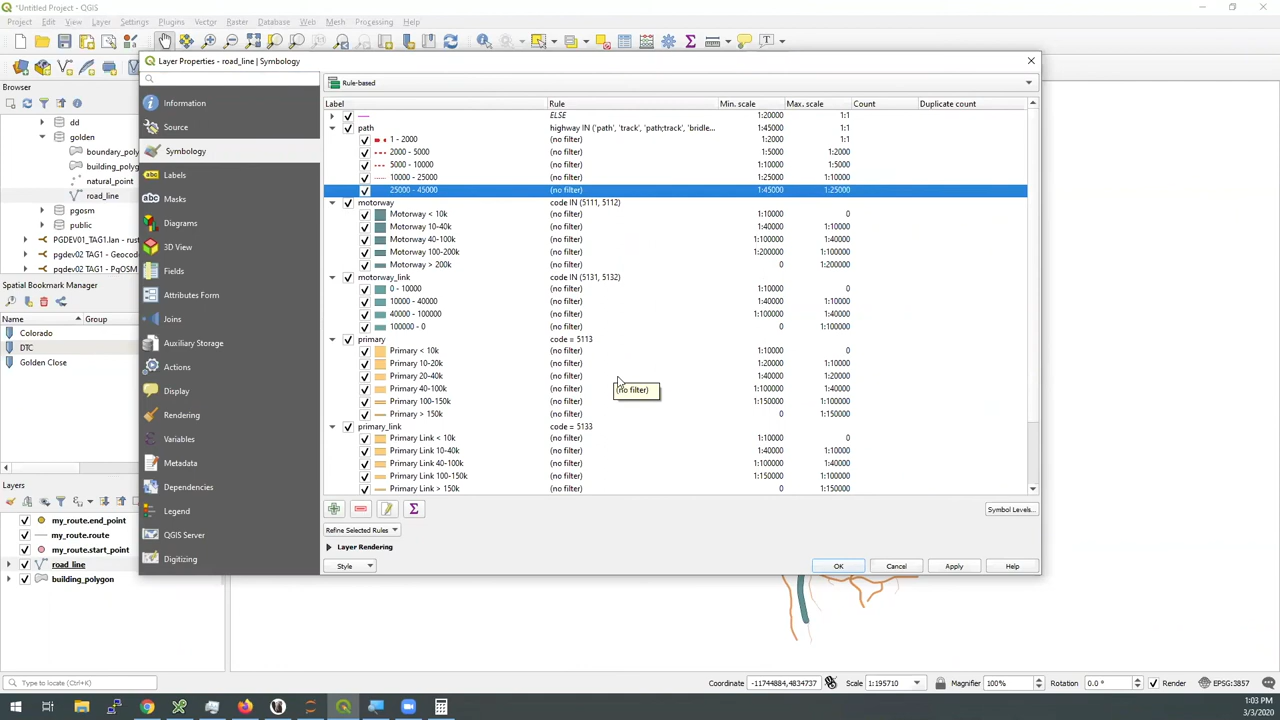 *Untitled Project - QGIS
Project Edit View Layer Settings Plugins Vector Raster Database Web Mesh Processing Help
Layer Properties - road_line | Symbology
Browser
dd
golden
boundary_poly
building_poly
natural_point
road_line
pgosm
public
PGDEV01_TAG1.lan - rust
pgdev02 TAG1 - Geocod
pgdev02 TAG1 - PgOSM
Spatial Bookmark Manager
Name Group
Colorado
DTC
Golden Close
Layers
my_route.end_point
my_route.route
my_route.start_point
road_line
building_polygon
Information
Source
Symbology
abc Labels
abc Masks
Diagrams
3D View
Fields
Attributes Form
Joins
Auxiliary Storage
Actions
Display
Rendering
Variables
Metadata
Dependencies
Legend
QGIS Server
Digitizing
Rule-based
Label Rule Min. scale Max. scale Count Duplicate count
ELSE 1:20000 1:1
path highway IN ('path', 'track', 'path;track', 'bridle... 1:45000 1:1
1 - 2000 (no filter) 1:2000 1:1
2000 - 5000 (no filter) 1:5000 1:2000
5000 - 10000 (no filter) 1:10000 1:5000
10000 - 25000 (no filter) 1:25000 1:10000
25000 - 45000 (no filter) 1:45000 1:25000
motorway code IN (5111, 5112)
Motorway < 10k (no filter) 1:10000 0
Motorway 10-40k (no filter) 1:40000 1:10000
Motorway 40-100k (no filter) 1:100000 1:40000
Motorway 100-200k (no filter) 1:200000 1:100000
Motorway > 200k (no filter) 0 1:200000
motorway_link code IN (5131, 5132)
0 - 10000 (no filter) 1:10000 0
10000 - 40000 (no filter) 1:40000 1:10000
40000 - 100000 (no filter) 1:100000 1:40000
100000 - 0 (no filter) 0 1:100000
primary code = 5113
Primary < 10k (no filter) 1:10000 0
Primary 10-20k (no filter) 1:20000 1:10000
Primary 20-40k (no filter) 1:40000 1:20000
Primary 40-100k (no filter) 1:100000 1:40000
Primary 100-150k (no filter) 1:150000 1:100000
Primary > 150k (no filter) 0 1:150000
(no filter)
primary_link code = 5133
Primary Link < 10k (no filter) 1:10000 0
Primary Link 10-40k (no filter) 1:40000 1:10000
Primary Link 40-100k (no filter) 1:100000 1:40000
Primary Link 100-150k (no filter) 1:150000 1:100000
Primary Link > 150k (no filter) 0 1:150000
Symbol Levels...
Refine Selected Rules
Layer Rendering
Style OK Cancel Apply Help
Type to locate (Ctrl+K) Coordinate -11744884,4834737 Scale 1:195710 Magnifier 100% Rotation 0.0 ° Render EPSG:3857
1:03 PM
3/3/2020